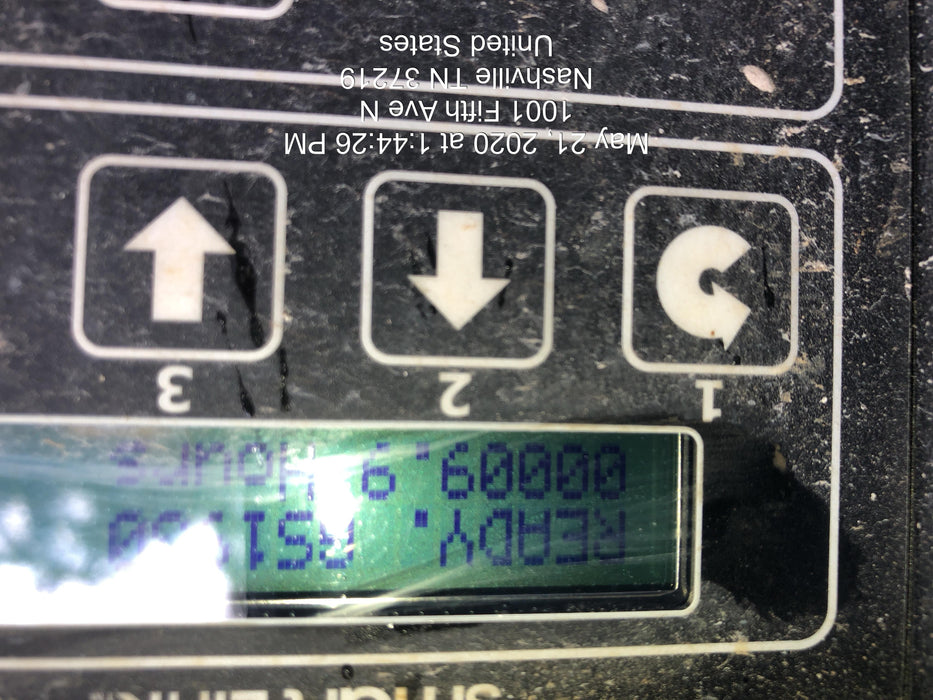 READY.
00009.9 Hours
1 2 3
May 21, 2020 at 1:44:26 PM
1001 Fifth Ave N
Nashville TN 37219
United States